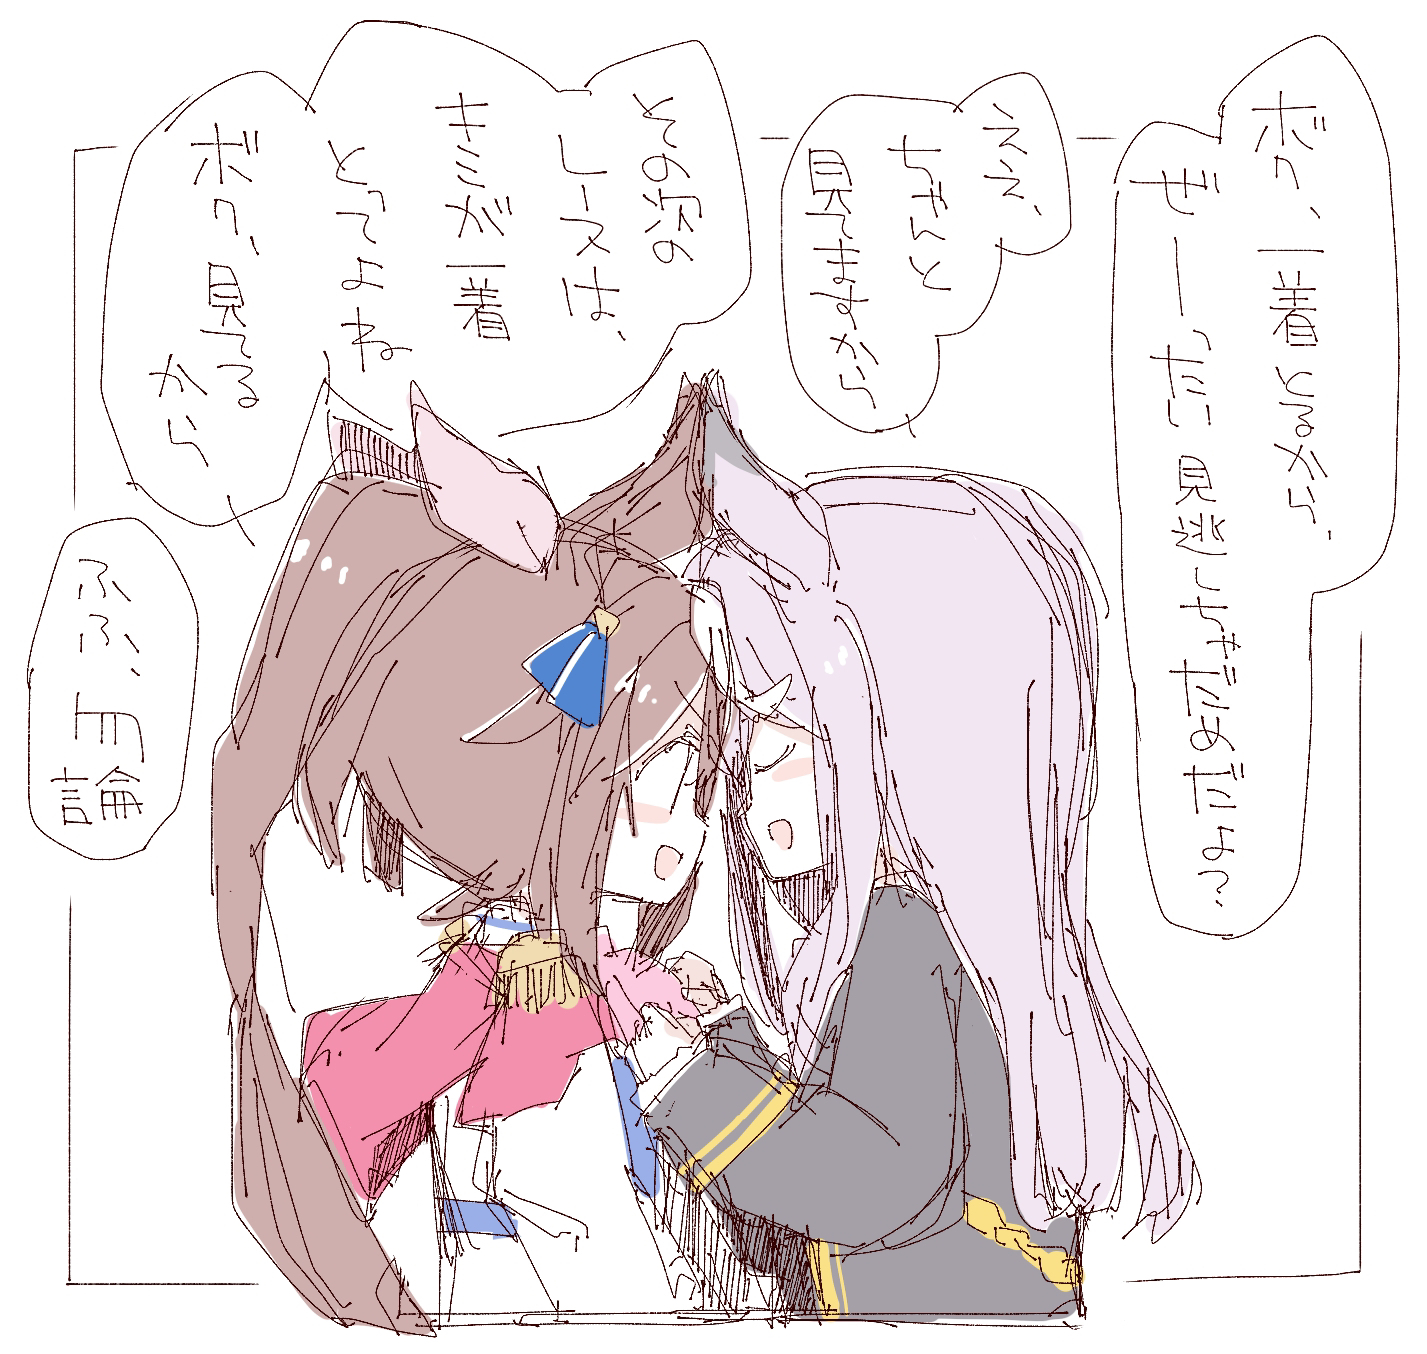 ボク、一着とるから、
ぜーったい見逃しちゃだめだよ？
ええ、
ちゃんと
見てますから
その次の
レースは、
キミが一着
とってよね
ボク、見てる
から
ふふ、勿
論